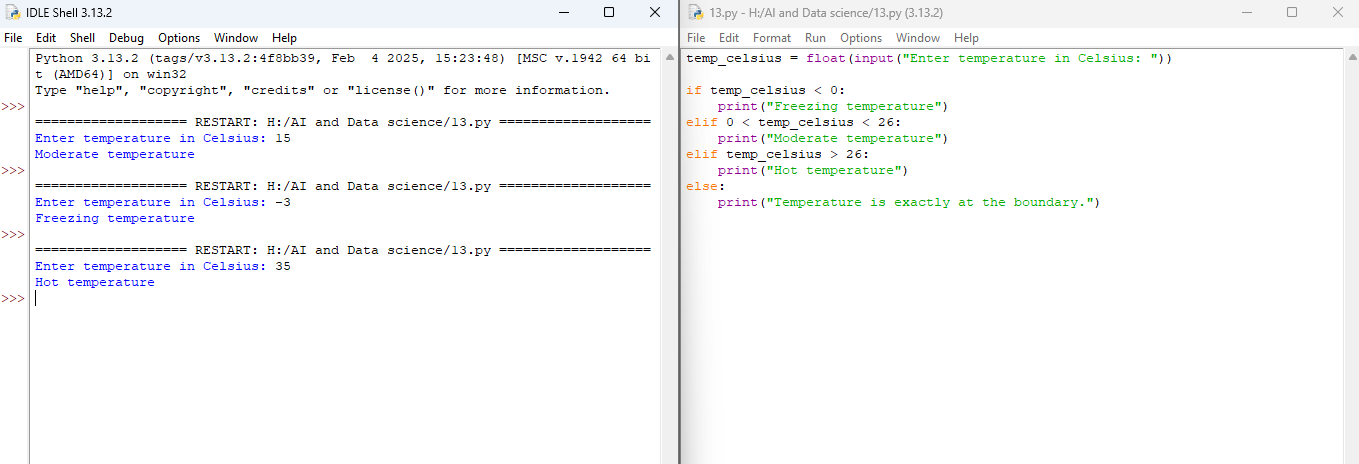 IDLE Shell 3.13.2
File Edit Shell Debug Options Window Help
Python 3.13.2 (tags/v3.13.2:4f8bb39, Feb  4 2025, 15:23:48) [MSC v.1942 64 bi
t (AMD64)] on win32
Type "help", "copyright", "credits" or "license()" for more information.
>>>
=================== RESTART: H:/AI and Data science/13.py ===================
Enter temperature in Celsius: 15
Moderate temperature
>>>
=================== RESTART: H:/AI and Data science/13.py ===================
Enter temperature in Celsius: -3
Freezing temperature
>>>
=================== RESTART: H:/AI and Data science/13.py ===================
Enter temperature in Celsius: 35
Hot temperature
>>>
13.py - H:/AI and Data science/13.py (3.13.2)
File Edit Format Run Options Window Help
temp_celsius = float(input("Enter temperature in Celsius: "))
if temp_celsius < 0:
    print("Freezing temperature")
elif 0 < temp_celsius < 26:
    print("Moderate temperature")
elif temp_celsius > 26:
    print("Hot temperature")
else:
    print("Temperature is exactly at the boundary.")